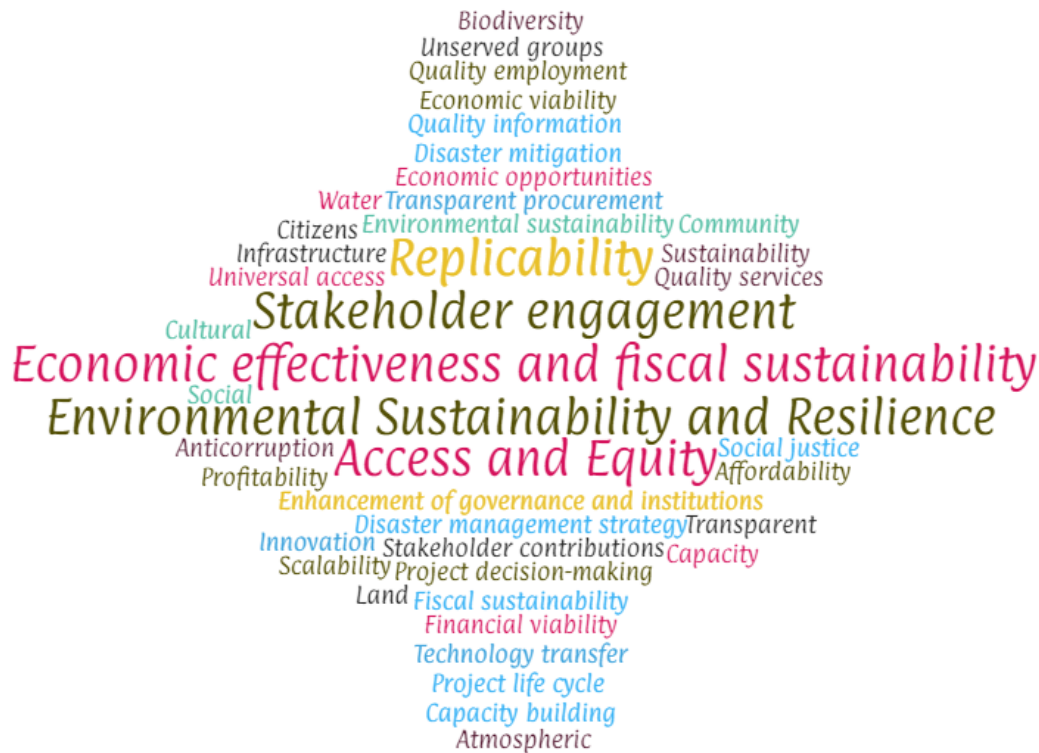 Biodiversity
Unserved groups
Quality employment
Economic viability
Quality information
Disaster mitigation
Economic opportunities
Water Transparent procurement
Citizens Environmental sustainability Community
Infrastructure Replicability Sustainability
Universal access Quality services
Stakeholder engagement
Cultural
Economic effectiveness and fiscal sustainability
Social
Environmental Sustainability and Resilience
Anticorruption Access and Equity Social justice
Profitability Affordability
Enhancement of governance and institutions
Disaster management strategy Transparent
Innovation Stakeholder contributions Capacity
Scalability Project decision-making
Land Fiscal sustainability
Financial viability
Technology transfer
Project life cycle
Capacity building
Atmospheric